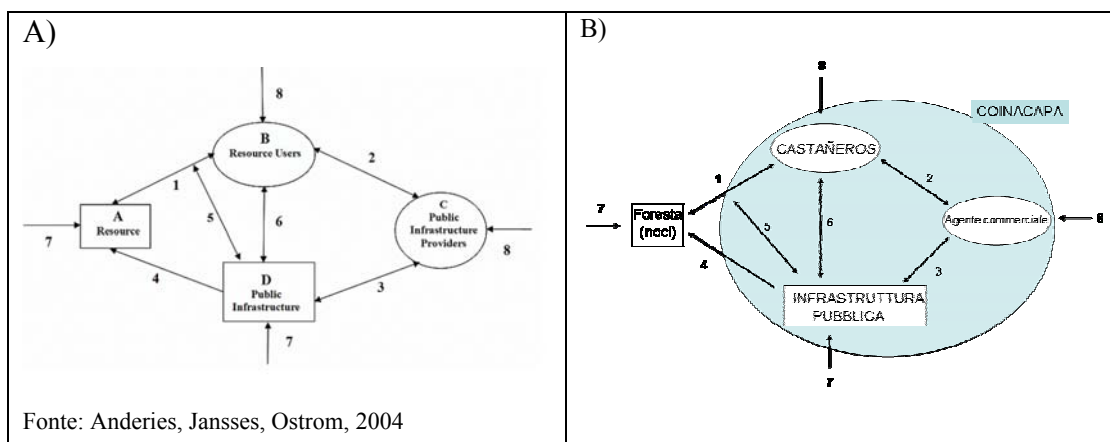 A)
8
B
Resource Users
2
1
A
Resource
5
6
C
Public
Infrastructure
Providers
7
8
4
D
Public
Infrastructure
3
7
Fonte: Anderies, Jansses, Ostrom, 2004
B)
8
COINACAPA
CASTAÑEROS
1
2
7
Foresta
(noci)
5
6
Agente commerciale
8
4
3
INFRASTRUTTURA
PUBBLICA
7